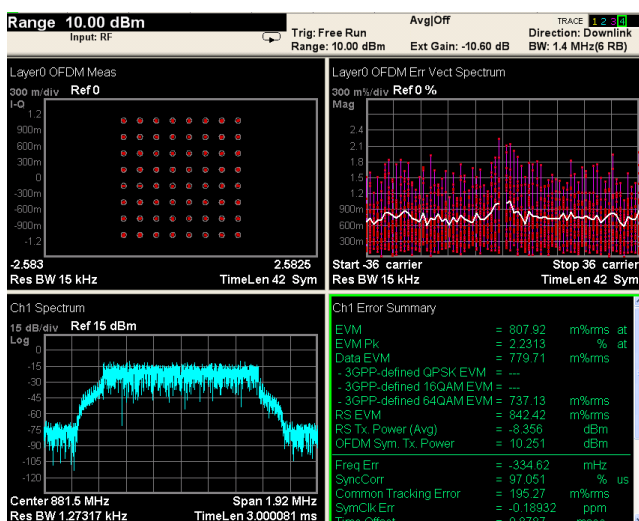 Range 10.00 dBm
Input: RF
Trig: Free Run
Range: 10.00 dBm
Avg|Off
Ext Gain: -10.60 dB
TRACE 1 2 3 4
Direction: Downlink
BW: 1.4 MHz(6 RB)
Layer0 OFDM Meas
300 m/div Ref 0
I-Q
1.2
900m
600m
300m
0
-300m
-600m
-900m
-1.2
-2.583 2.5825
Res BW 15 kHz TimeLen 42 Sym
Layer0 OFDM Err Vect Spectrum
300 m%/div Ref 0 %
Mag
2.4
2.1
1.8
1.5
1.2
900m
600m
300m
Start -36 carrier Stop 36 carrier
Res BW 15 kHz TimeLen 42 Sym
Ch1 Spectrum
15 dB/div Ref 15 dBm
Log
0
-15
-30
-45
-60
-75
-90
-105
-120
Center 881.5 MHz Span 1.92 MHz
Res BW 1.27317 kHz TimeLen 3.000081 ms
Ch1 Error Summary
EVM = 807.92 m%rms at
EVM Pk = 2.2313 % at
Data EVM = 779.71 m%rms
- 3GPP-defined QPSK EVM = ---
- 3GPP-defined 16QAM EVM = ---
- 3GPP-defined 64QAM EVM = 737.13 m%rms
RS EVM = 842.42 m%rms
RS Tx. Power (Avg) = -8.356 dBm
OFDM Sym. Tx. Power = 10.251 dBm
Freq Err = -334.62 mHz
SyncCorr = 97.051 % us
Common Tracking Error = 195.27 m%rms
SymClk Err = -0.18932 ppm
Time Offset